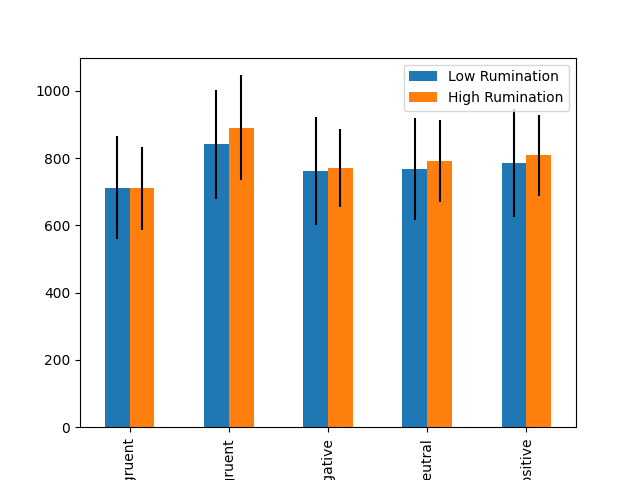 Low Rumination
High Rumination
1000
800
600
400
200
0
gruent
gruent
gative
eutral
ositive